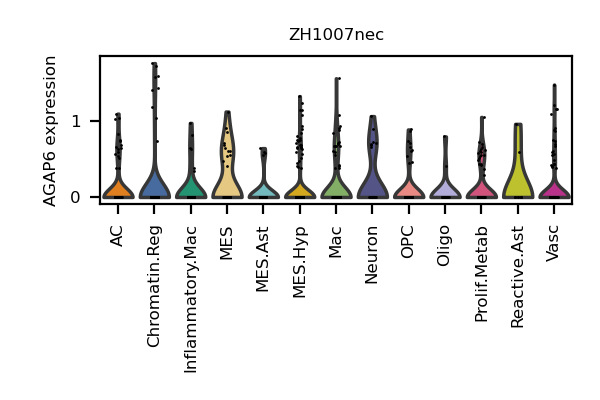 ZH1007nec
AGAP6 expression
1
0
AC
Chromatin.Reg
Inflammatory.Mac
MES
MES.Ast
MES.Hyp
Mac
Neuron
OPC
Oligo
Prolif.Metab
Reactive.Ast
Vasc